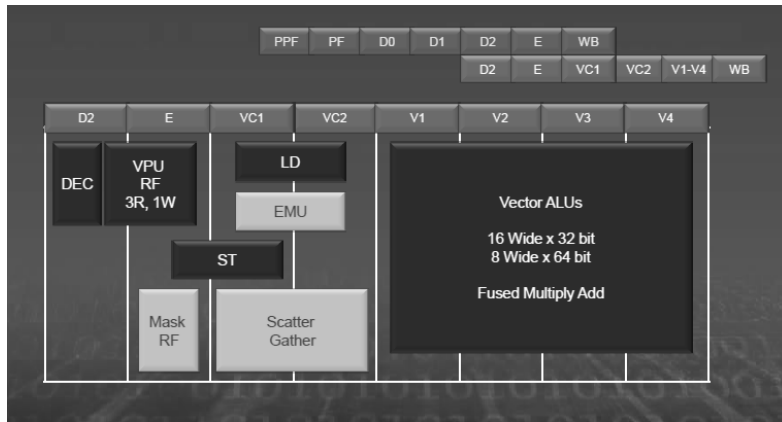 PPF PF D0 D1 D2 E WB
D2 E VC1 VC2 V1-V4 WB
D2 E VC1 VC2 V1 V2 V3 V4
DEC
VPU
RF
3R, 1W
LD
EMU
ST
Mask
RF
Scatter
Gather
Vector ALUs
16 Wide x 32 bit
8 Wide x 64 bit
Fused Multiply Add